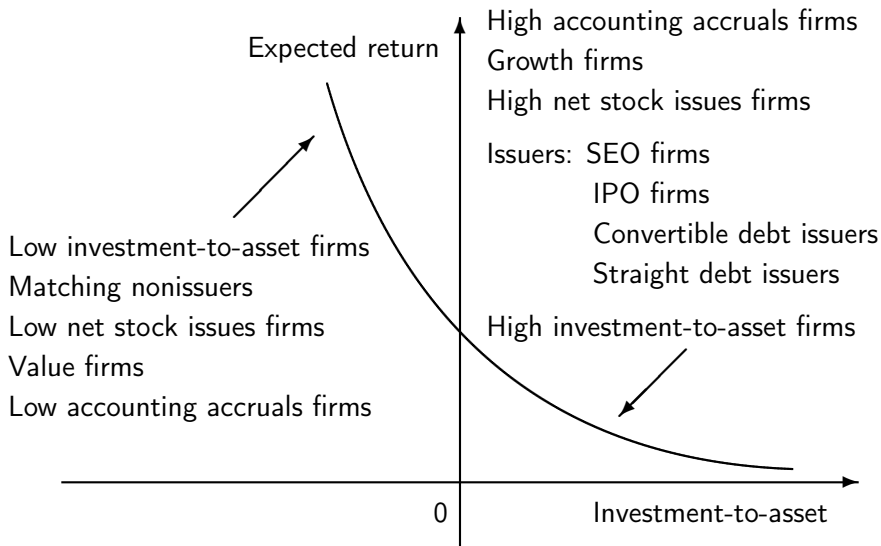 Expected return
High accounting accruals firms
Growth firms
High net stock issues firms
Issuers: SEO firms
IPO firms
Convertible debt issuers
Straight debt issuers
High investment-to-asset firms
Low investment-to-asset firms
Matching nonissuers
Low net stock issues firms
Value firms
Low accounting accruals firms
0
Investment-to-asset